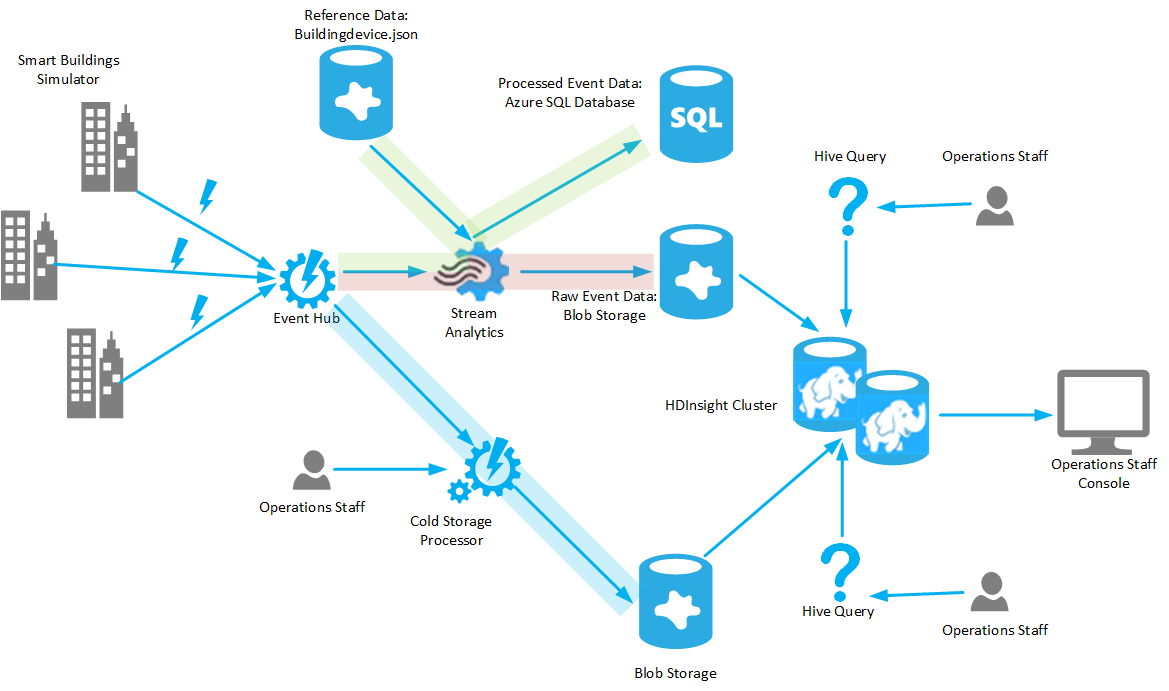 Reference Data:
Buildingdevice.json
Smart Buildings
Simulator
Processed Event Data:
Azure SQL Database
SQL
Hive Query
Operations Staff
Event Hub
Stream
Analytics
Raw Event Data:
Blob Storage
HDInsight Cluster
Operations Staff
Console
Operations Staff
Cold Storage
Processor
Hive Query
Operations Staff
Blob Storage